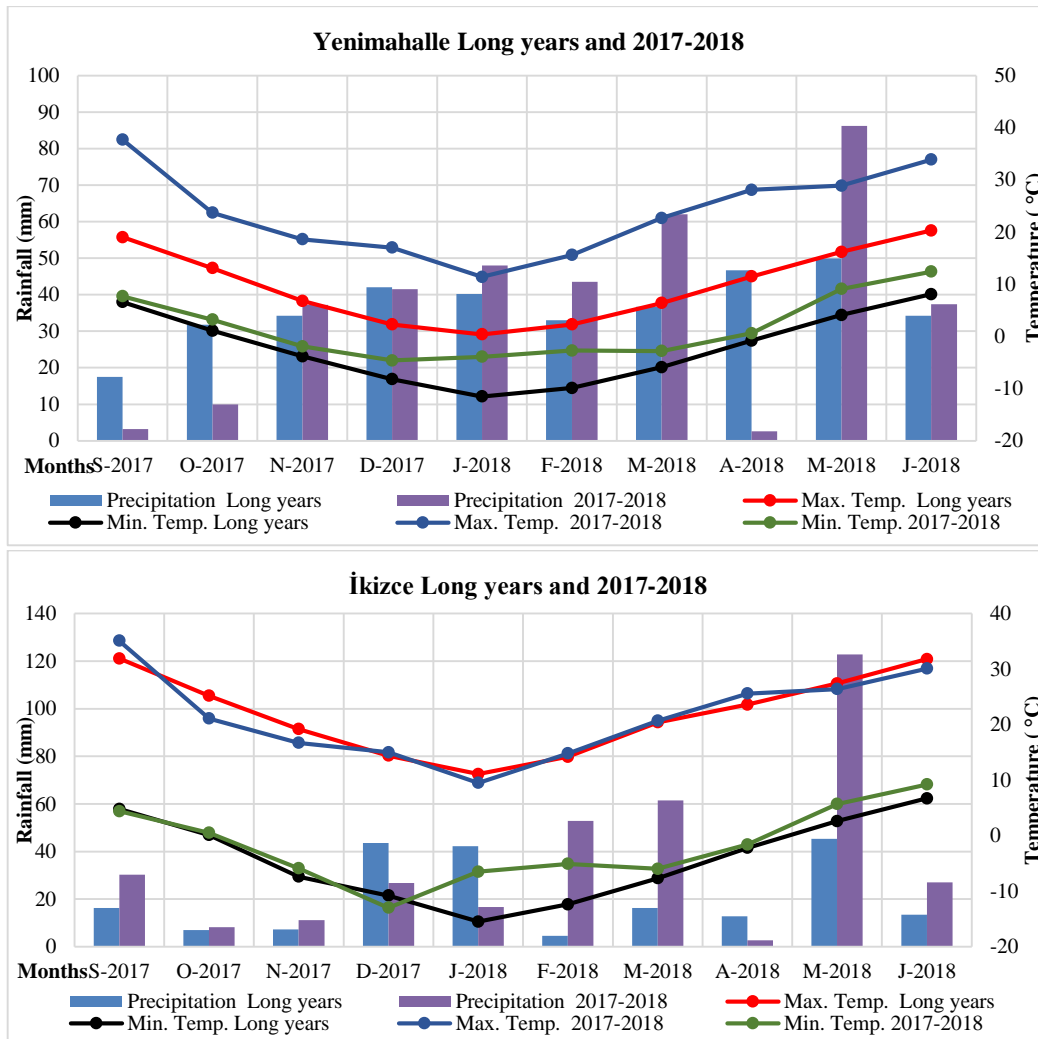 Yenimahalle Long years and 2017-2018
100
90
80
70
60
50
40
30
20
10
0
Rainfall (mm)
50
40
30
20
10
0
-10
-20
Temperature ( °C)
Months S-2017 O-2017 N-2017 D-2017 J-2018 F-2018 M-2018 A-2018 M-2018 J-2018
Precipitation Long years Precipitation 2017-2018 Max. Temp. Long years
Min. Temp. Long years Max. Temp. 2017-2018 Min. Temp. 2017-2018
İkizce Long years and 2017-2018
140
120
100
80
60
40
20
0
Rainfall (mm)
40
30
20
10
0
-10
-20
Temperature ( °C)
Months S-2017 O-2017 N-2017 D-2017 J-2018 F-2018 M-2018 A-2018 M-2018 J-2018
Precipitation Long years Precipitation 2017-2018 Max. Temp. Long years
Min. Temp. Long years Max. Temp. 2017-2018 Min. Temp. 2017-2018